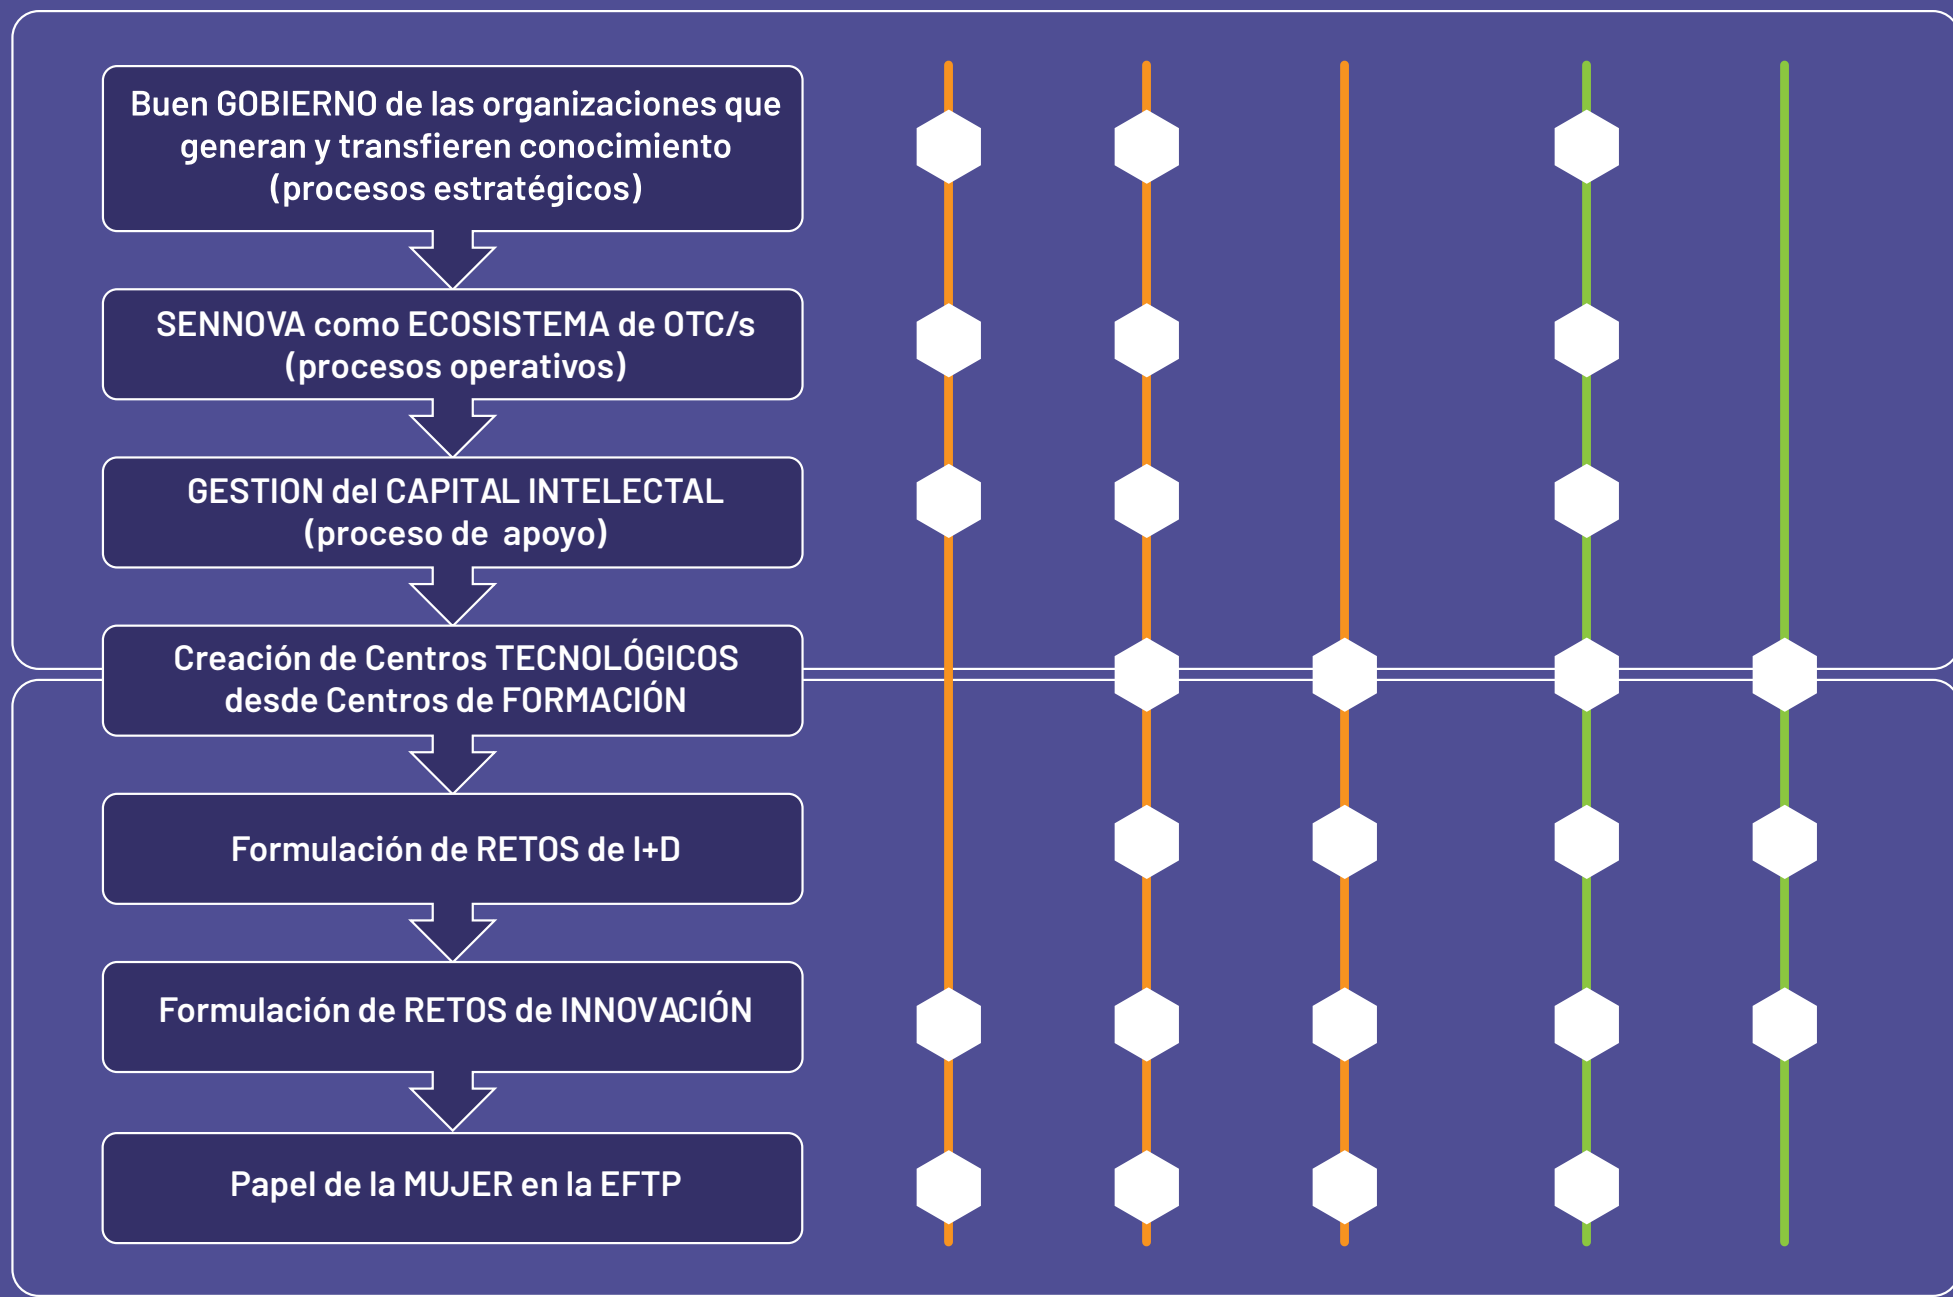 Buen GOBIERNO de las organizaciones que
generan y transfieren conocimiento
(procesos estratégicos)
SENNOVA como ECOSISTEMA de OTC/s
(procesos operativos)
GESTION del CAPITAL INTELECTAL
(proceso de  apoyo)
Creación de Centros TECNOLÓGICOS
desde Centros de FORMACIÓN
Formulación de RETOS de I+D
Formulación de RETOS de INNOVACIÓN
Papel de la MUJER en la EFTP